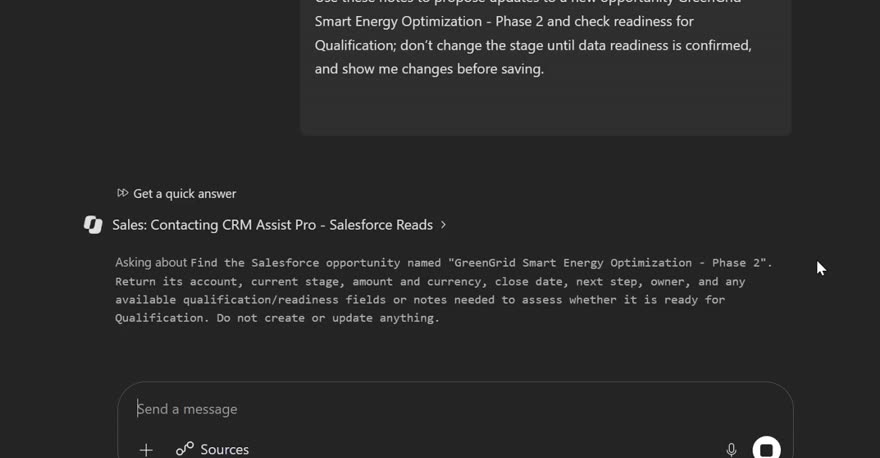 Use these notes to propose updates to a new opportunity GreenGrid
Smart Energy Optimization - Phase 2 and check readiness for
Qualification; don't change the stage until data readiness is confirmed,
and show me changes before saving.
Get a quick answer
Sales: Contacting CRM Assist Pro - Salesforce Reads
Asking about Find the Salesforce opportunity named "GreenGrid Smart Energy Optimization - Phase 2".
Return its account, current stage, amount and currency, close date, next step, owner, and any
available qualification/readiness fields or notes needed to assess whether it is ready for
Qualification. Do not create or update anything.
Send a message
Sources